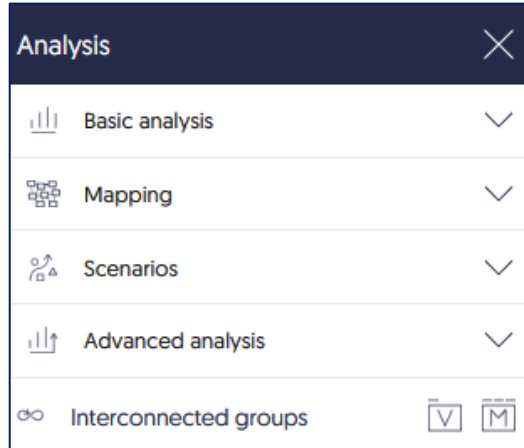 Analysis
Basic analysis
Mapping
Scenarios
Advanced analysis
Interconnected groups V M